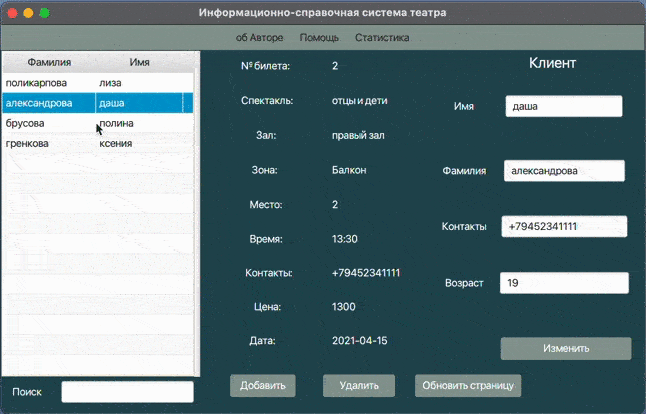 Информационно-справочная система театра
об Авторе Помощь Статистика
Фамилия Имя
поликарпова лиза
александрова даша
брусова полина
гренкова ксения
Поиск
№ билета: 2
Спектакль: отцы и дети
Зал: правый зал
Зона: Балкон
Место: 2
Время: 13:30
Контакты: +79452341111
Цена: 1300
Дата: 2021-04-15
Добавить Удалить Обновить страницу
Клиент
Имя даша
Фамилия александрова
Контакты +79452341111
Возраст 19
Изменить